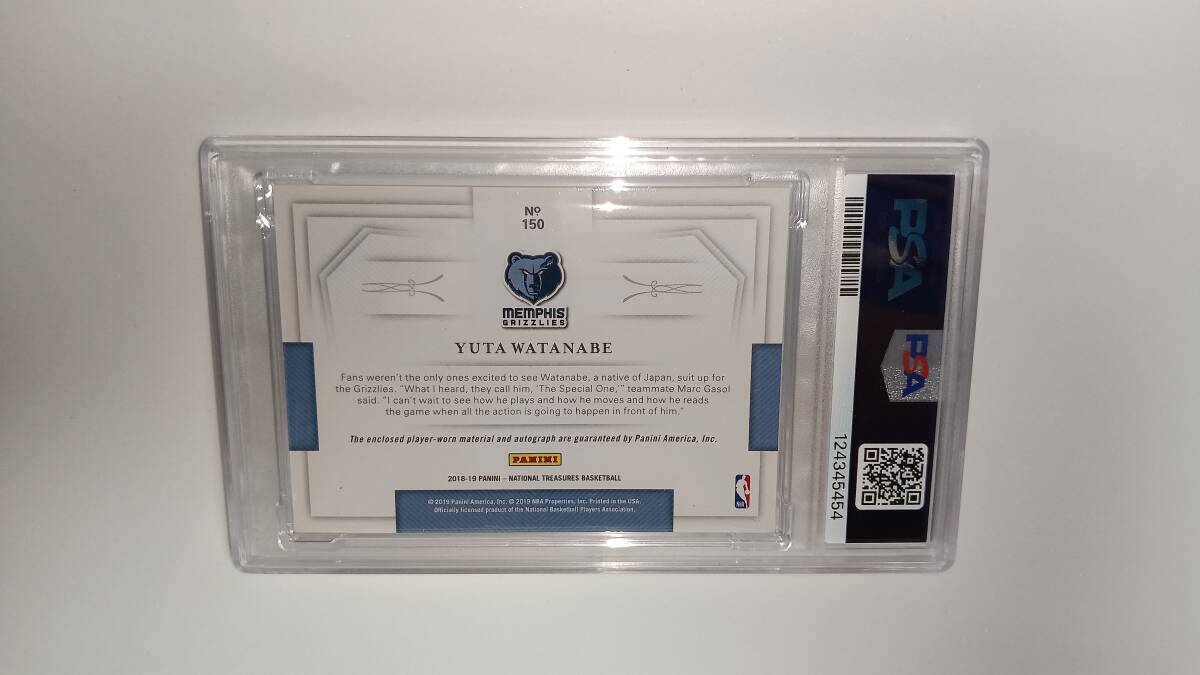 Nº
150
MEMPHIS
GRIZZLIES
YUTA WATANABE
Fans weren't the only ones excited to see Watanabe, a native of Japan, suit up for
the Grizzlies. "What I heard, they call him, 'The Special One,'" teammate Marc Gasol
said. "I can't wait to see how he plays and how he moves and how he reads
the game when all the action is going to happen in front of him."
The enclosed player-worn material and autograph are guaranteed by Panini America, Inc.
PANINI
2018-19 PANINI – NATIONAL TREASURES BASKETBALL
© 2019 Panini America, Inc. © 2019 NBA Properties, Inc. Printed in the USA.
Officially licensed product of the National Basketball Players Association.
NBA
PSA
PSA
124345454